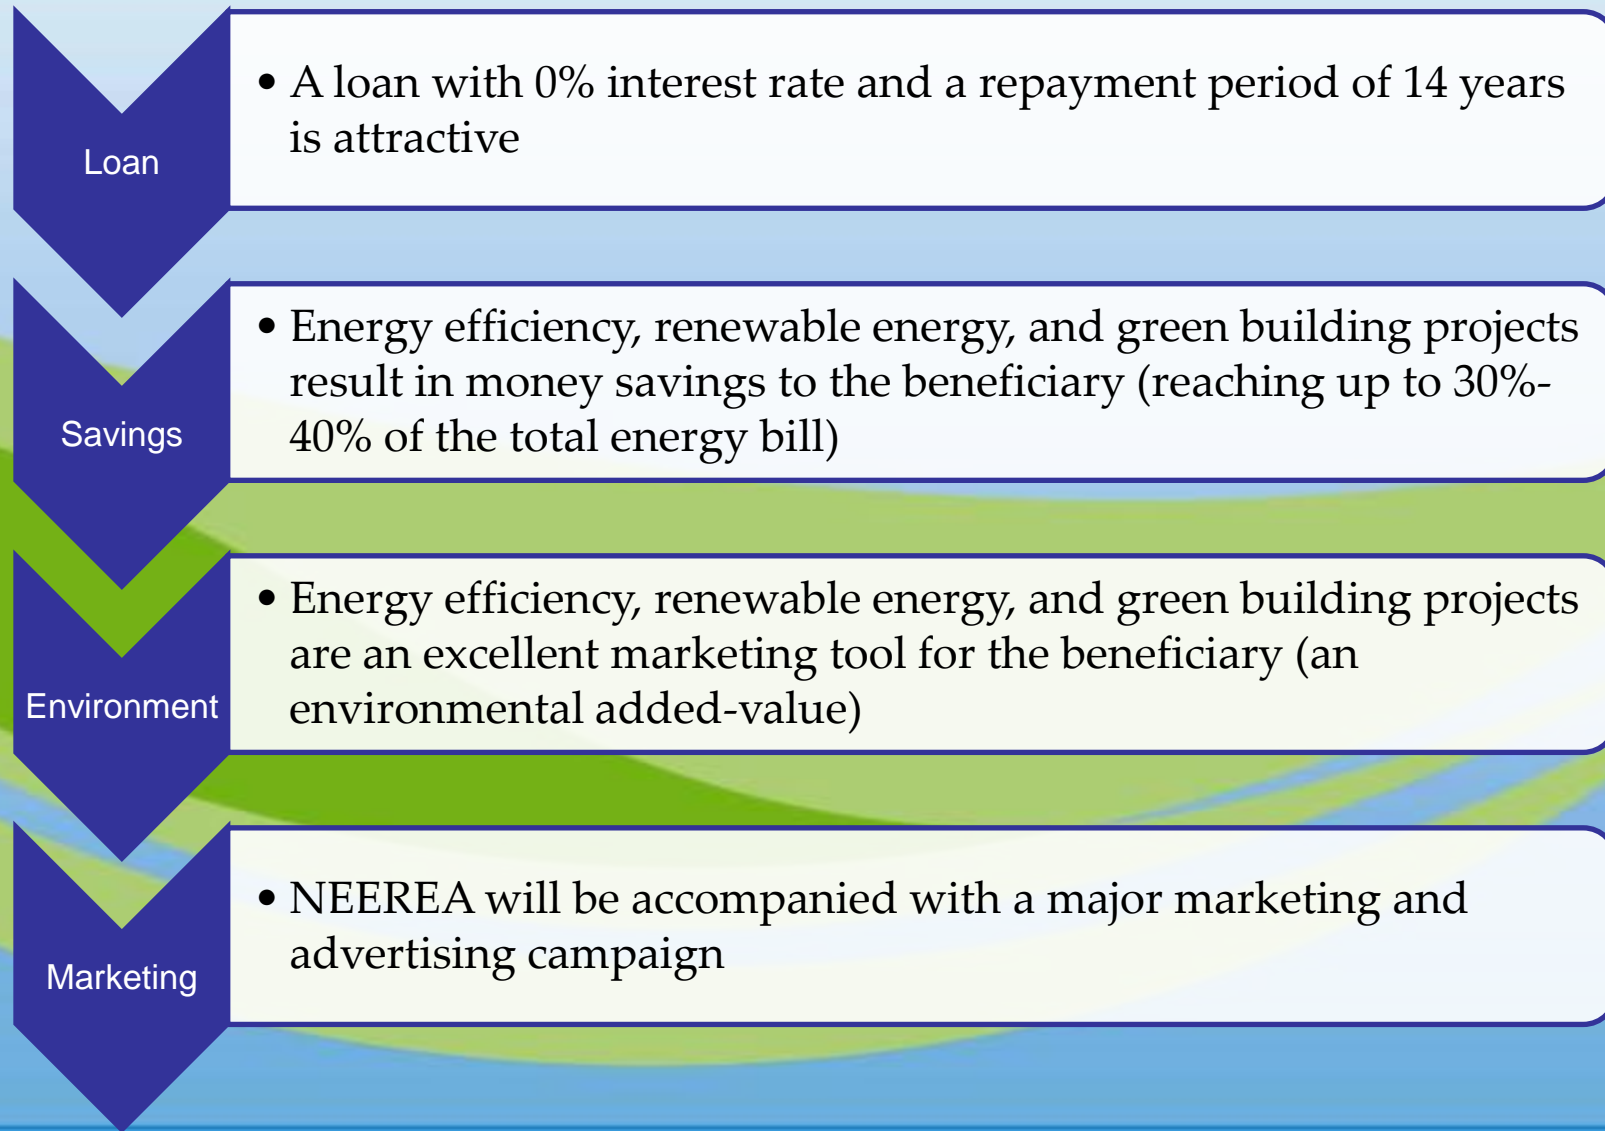 Loan
• A loan with 0% interest rate and a repayment period of 14 years
is attractive
Savings
• Energy efficiency, renewable energy, and green building projects
result in money savings to the beneficiary (reaching up to 30%-
40% of the total energy bill)
Environment
• Energy efficiency, renewable energy, and green building projects
are an excellent marketing tool for the beneficiary (an
environmental added-value)
Marketing
• NEEREA will be accompanied with a major marketing and
advertising campaign